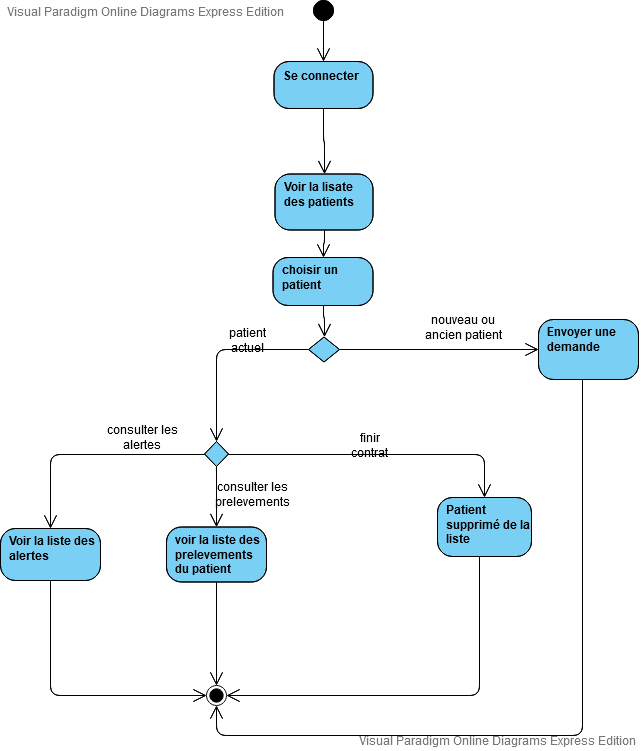 Visual Paradigm Online Diagrams Express Edition
Se connecter
Voir la lisate
des patients
choisir un
patient
patient
actuel
nouveau ou
ancien patient
Envoyer une
demande
consulter les
alertes
finir
contrat
consulter les
prelevements
Voir la liste des
alertes
voir la liste des
prelevements
du patient
Patient
supprimé de la
liste
Visual Paradigm Online Diagrams Express Edition